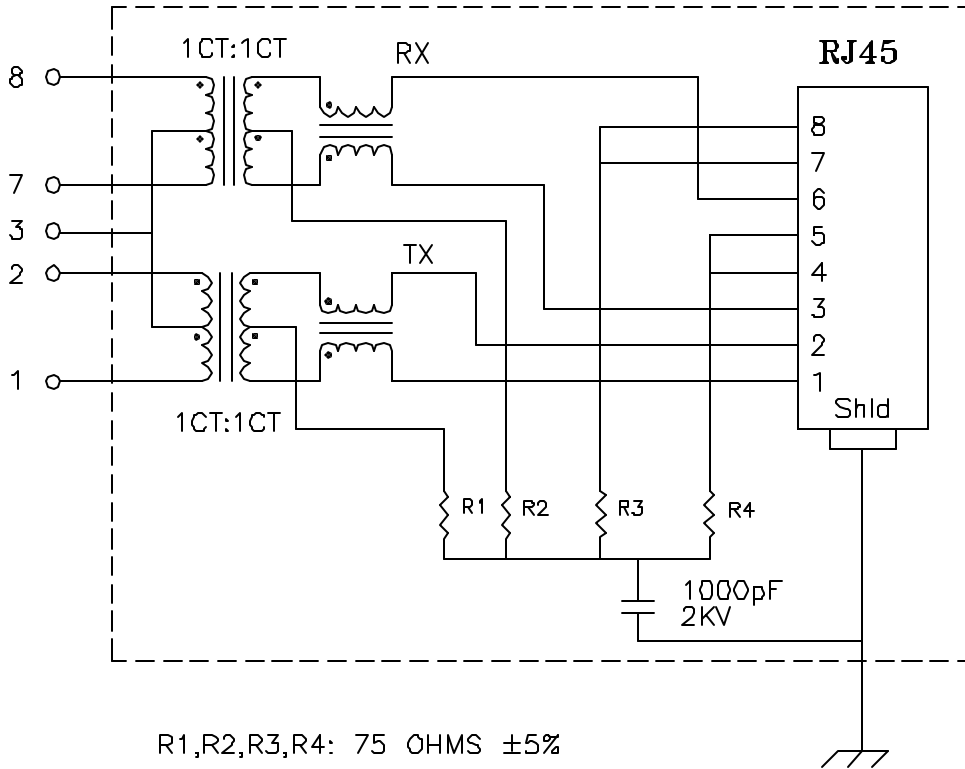 1CT:1CT
RX
RJ45
8
7
3
2
1
TX
1CT:1CT
8
7
6
5
4
3
2
1
Shld
R1
R2
R3
R4
1000pF
2KV
R1,R2,R3,R4: 75 OHMS ±5%